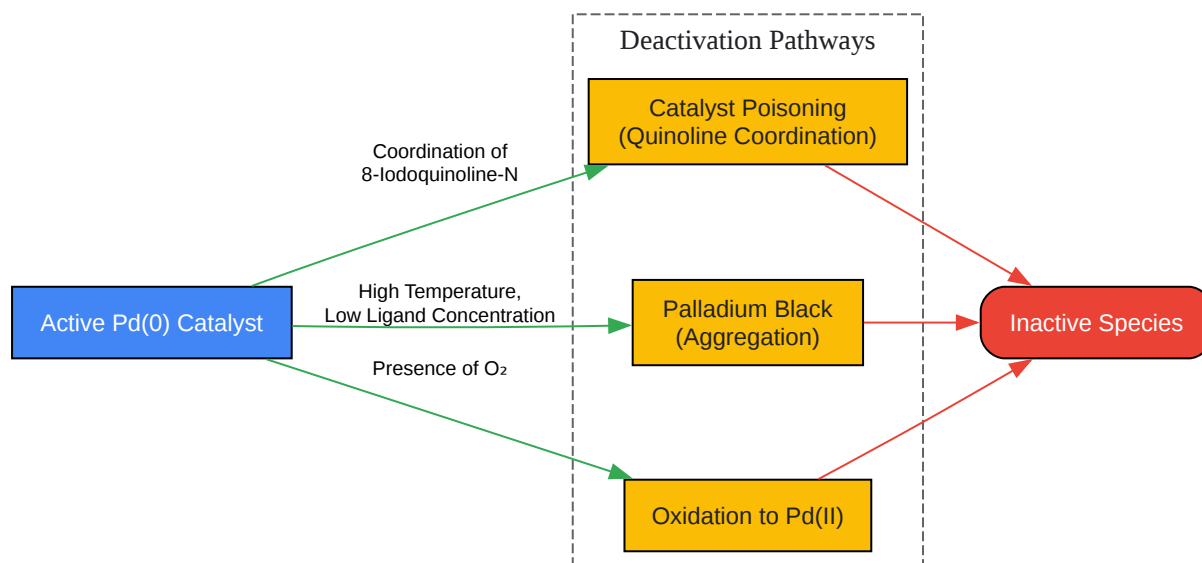 Deactivation Pathways
Catalyst Poisoning
(Quinoline Coordination)
Coordination of
8-Iodoquinoline-N
Active Pd(0) Catalyst
High Temperature,
Low Ligand Concentration
Palladium Black
(Aggregation)
Inactive Species
Presence of O₂
Oxidation to Pd(II)